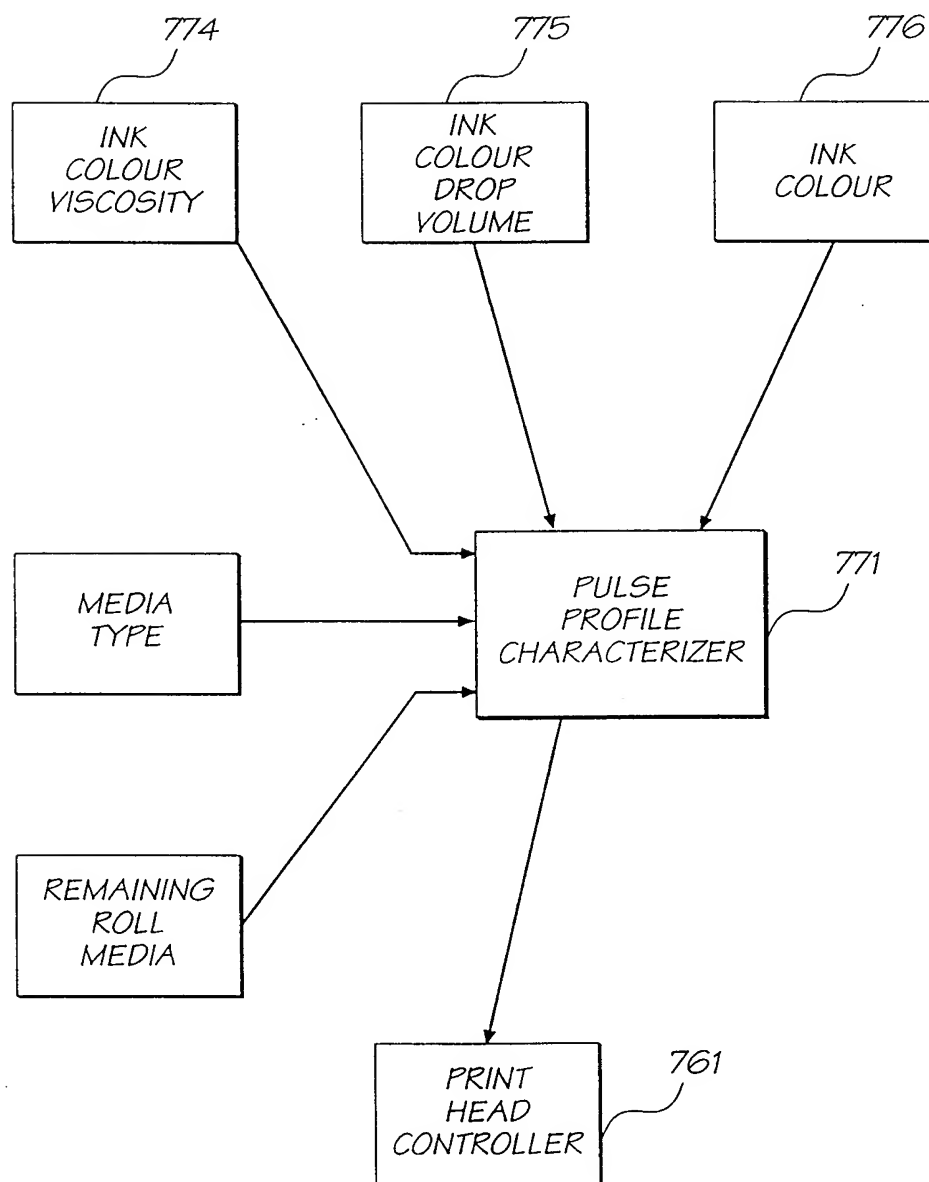 774
775
776
INK
COLOUR
VISCOSITY
INK
COLOUR
DROP
VOLUME
INK
COLOUR
MEDIA
TYPE
PULSE
PROFILE
CHARACTERIZER
771
REMAINING
ROLL
MEDIA
PRINT
HEAD
CONTROLLER
761